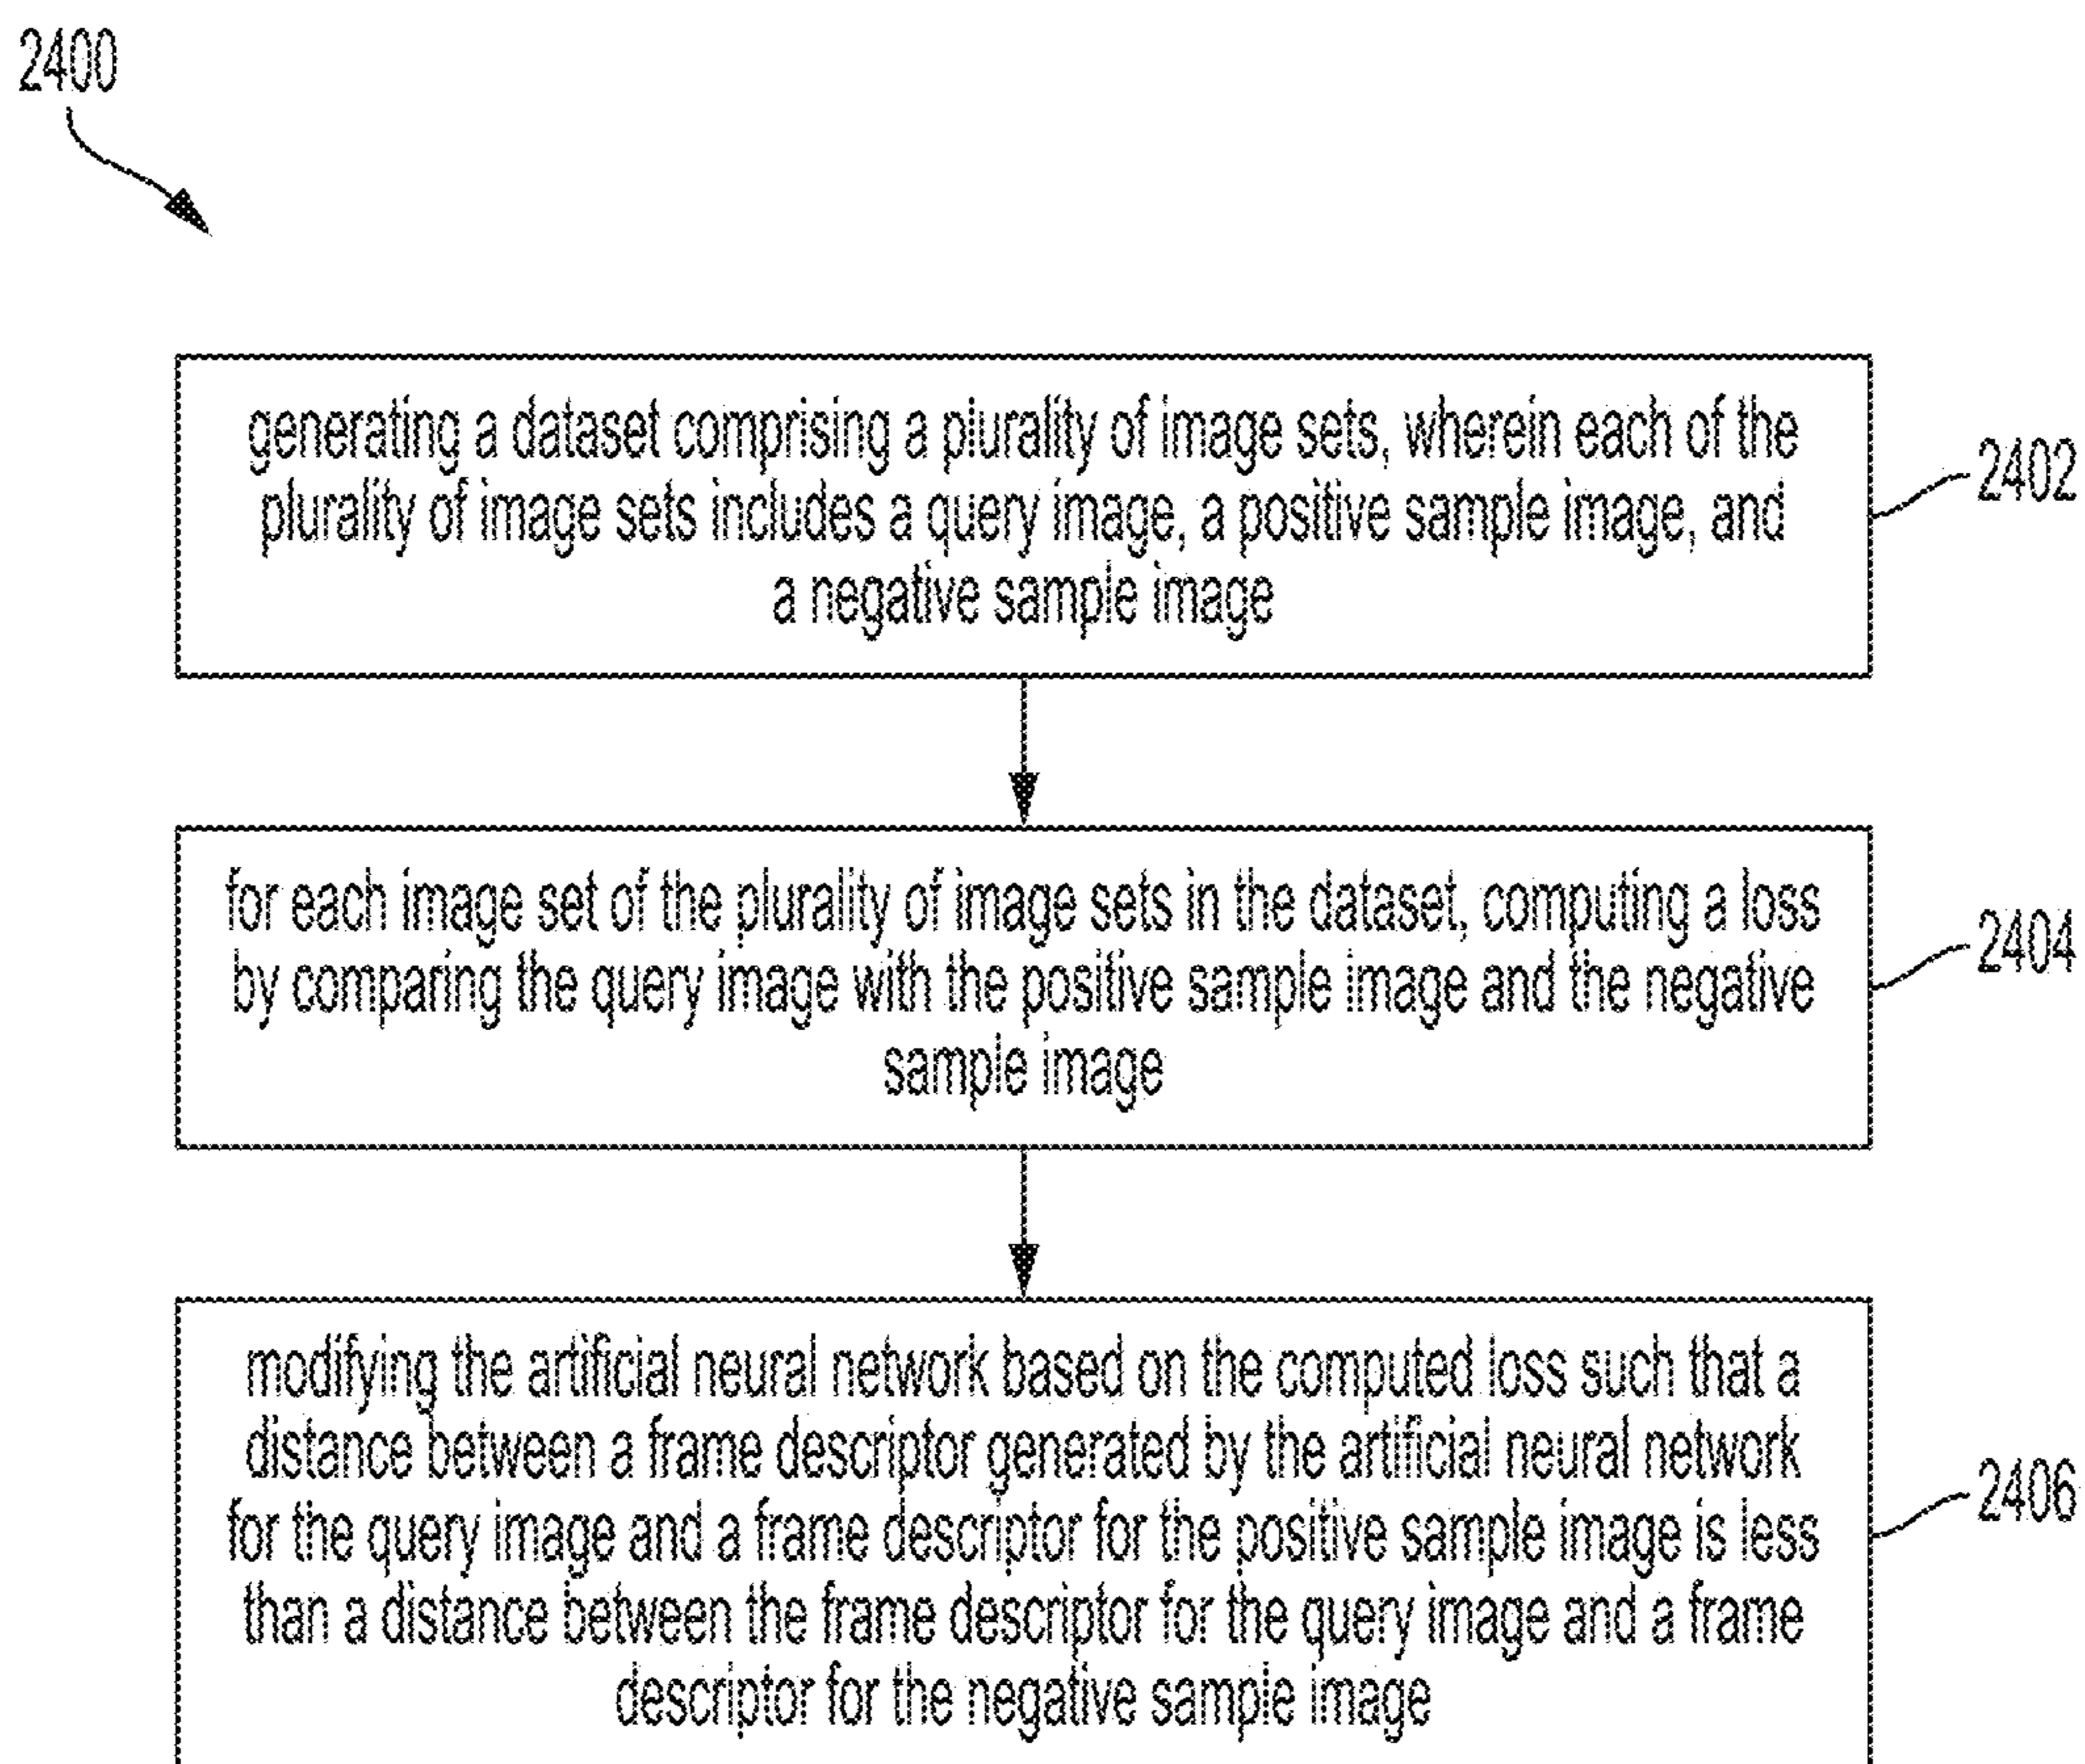 2400
generating a dataset comprising a plurality of image sets, wherein each of the
plurality of image sets includes a query image, a positive sample image, and
a negative sample image
2402
for each image set of the plurality of image sets in the dataset, computing a loss
by comparing the query image with the positive sample image and the negative
sample image
2404
modifying the artificial neural network based on the computed loss such that a
distance between a frame descriptor generated by the artificial neural network
for the query image and a frame descriptor for the positive sample image is less
than a distance between the frame descriptor for the query image and a frame
descriptor for the negative sample image
2406